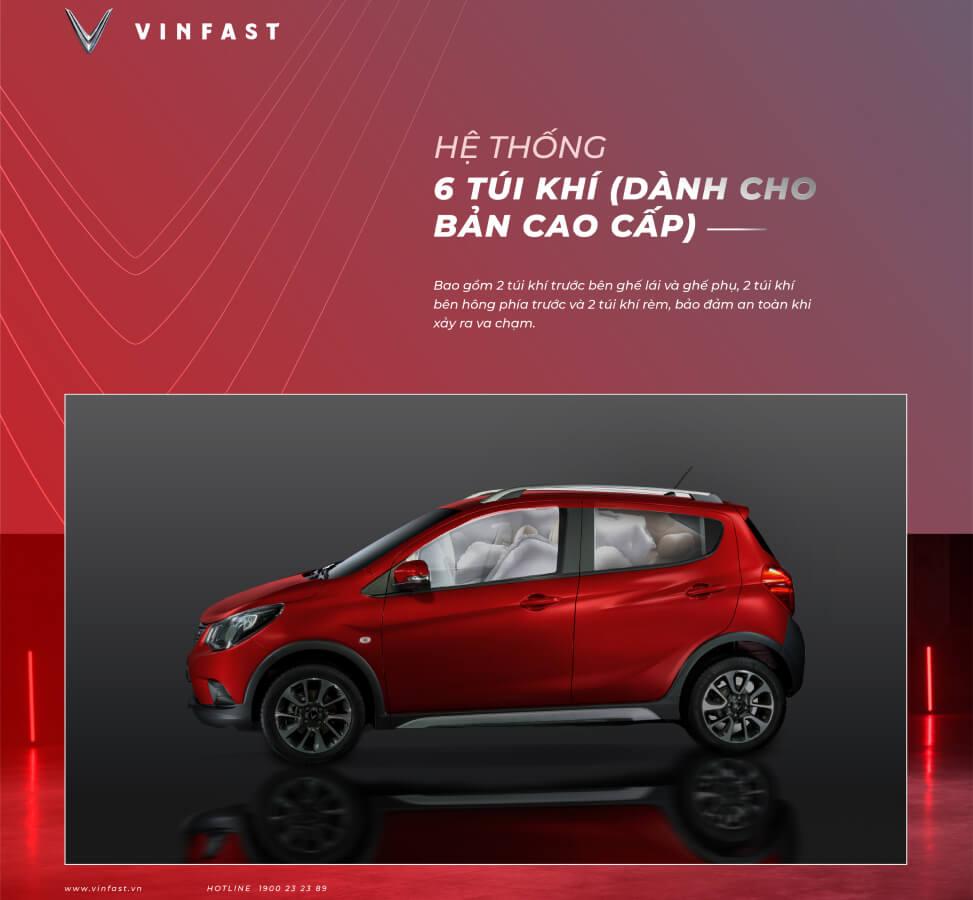 VINFAST
HỆ THỐNG
6 TÚI KHÍ (DÀNH CHO
BẢN CAO CẤP)
Bao gồm 2 túi khí trước bên ghế lái và ghế phụ, 2 túi khí
bên hông phía trước và 2 túi khí rèm, bảo đảm an toàn khi
xảy ra va chạm.
www.vinfast.vn HOTLINE 1900 23 23 89